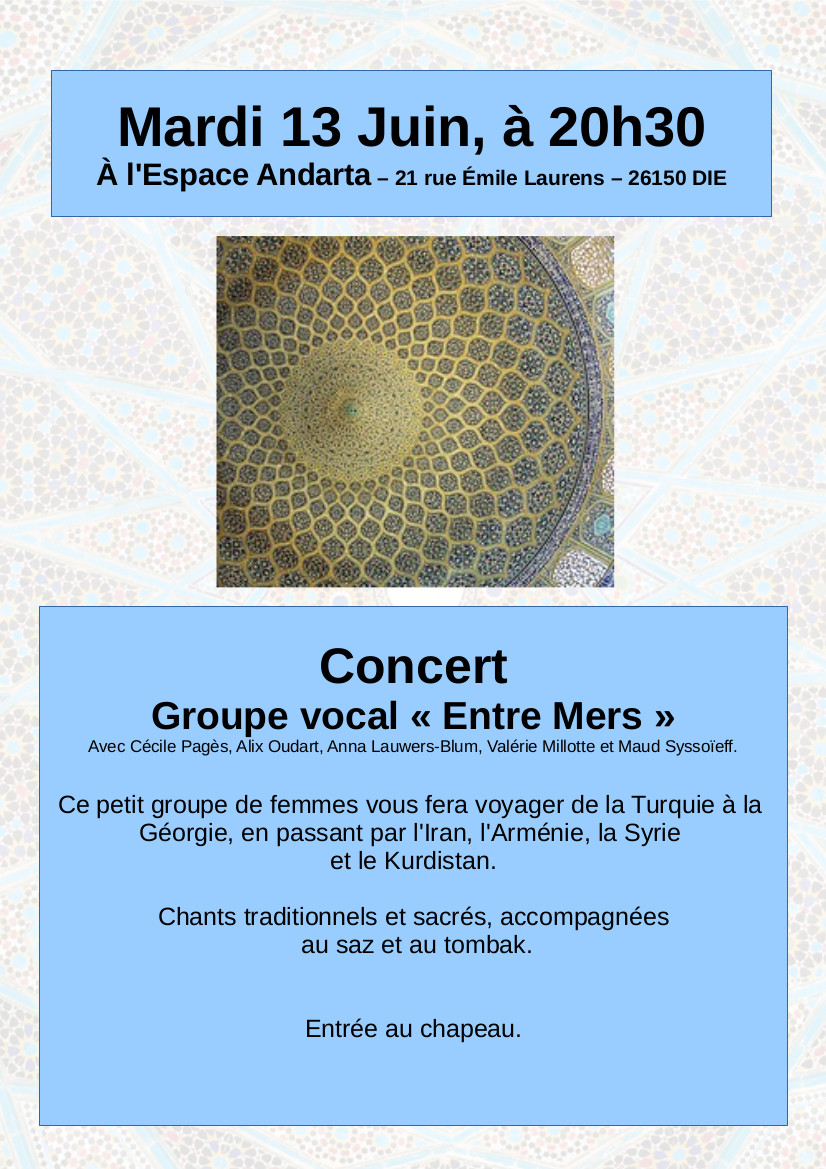 Mardi 13 Juin, à 20h30
À l'Espace Andarta – 21 rue Émile Laurens – 26150 DIE
Concert
Groupe vocal « Entre Mers »
Avec Cécile Pagès, Alix Oudart, Anna Lauwers-Blum, Valérie Millotte et Maud Syssoïeff.
Ce petit groupe de femmes vous fera voyager de la Turquie à la
Géorgie, en passant par l'Iran, l'Arménie, la Syrie
et le Kurdistan.
Chants traditionnels et sacrés, accompagnées
au saz et au tombak.
Entrée au chapeau.